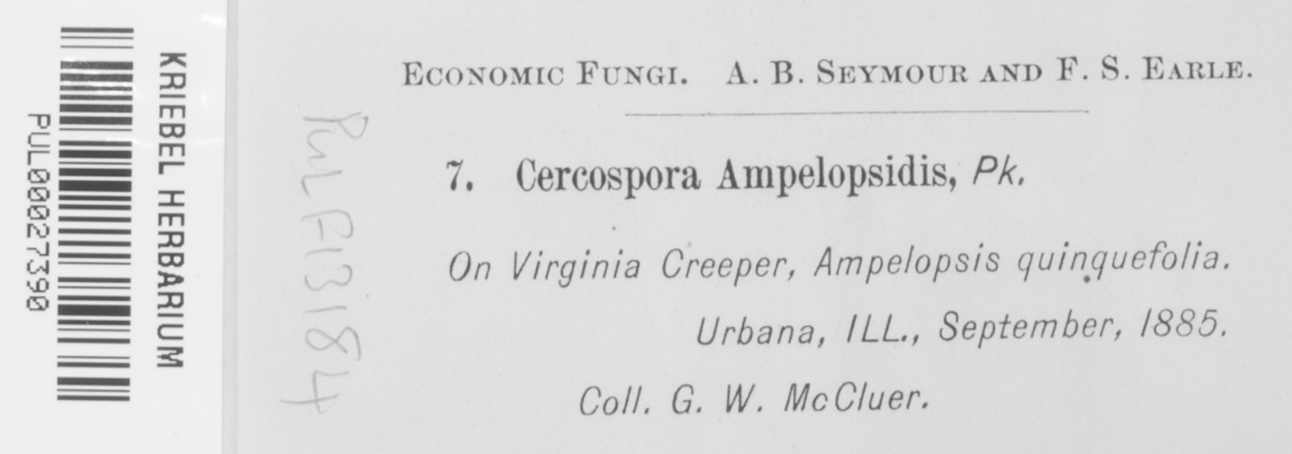 KRIEBEL HERBARIUM
PUL00027390
PUL F13184
ECONOMIC FUNGI. A. B. SEYMOUR AND F. S. EARLE.
7. Cercospora Ampelopsidis, Pk.
On Virginia Creeper, Ampelopsis quinquefolia.
Urbana, ILL., September, 1885.
Coll. G. W. McCluer.